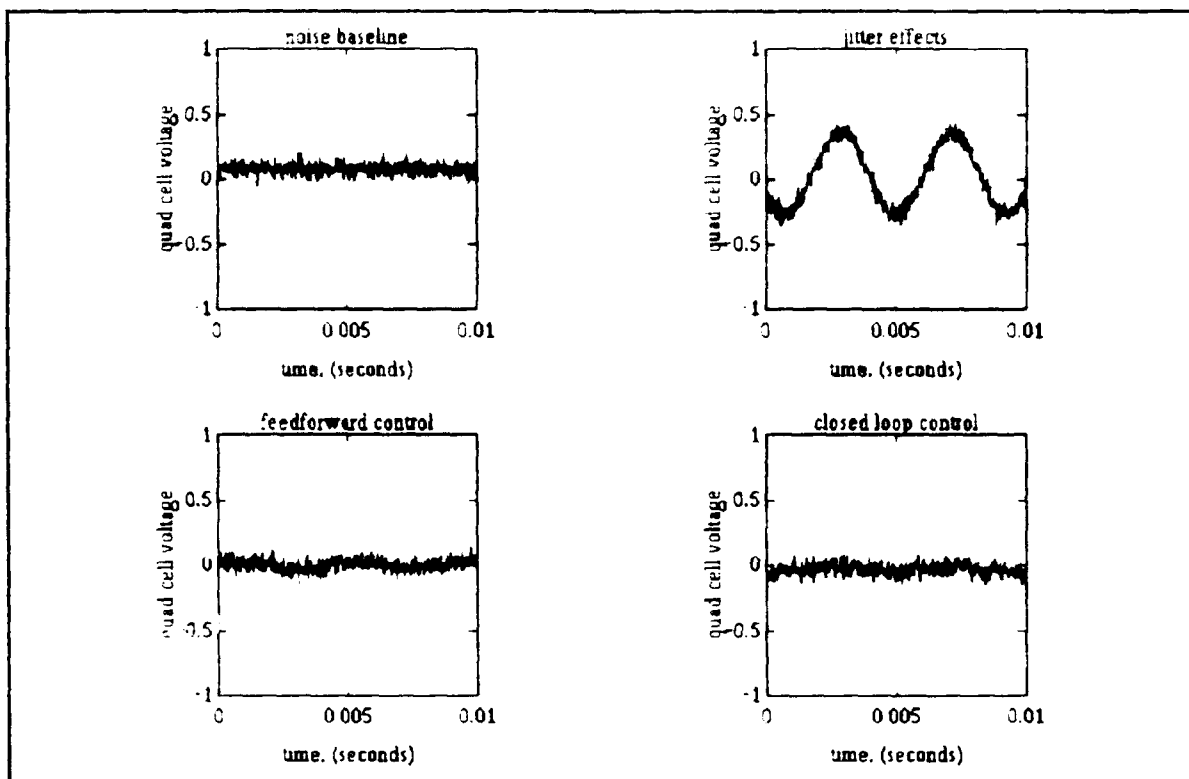 noise baseline
1
0.5
0
-0.5
-1
quad cell voltage
0
0.005
0.01
time. (seconds)
jitter effects
1
0.5
0
-0.5
-1
quad cell voltage
0
0.005
0.01
time. (seconds)
feedforward control
1
0.5
0
-0.5
-1
quad cell voltage
0
0.005
0.01
time. (seconds)
closed loop control
1
0.5
0
-0.5
-1
quad cell voltage
0
0.005
0.01
time. (seconds)